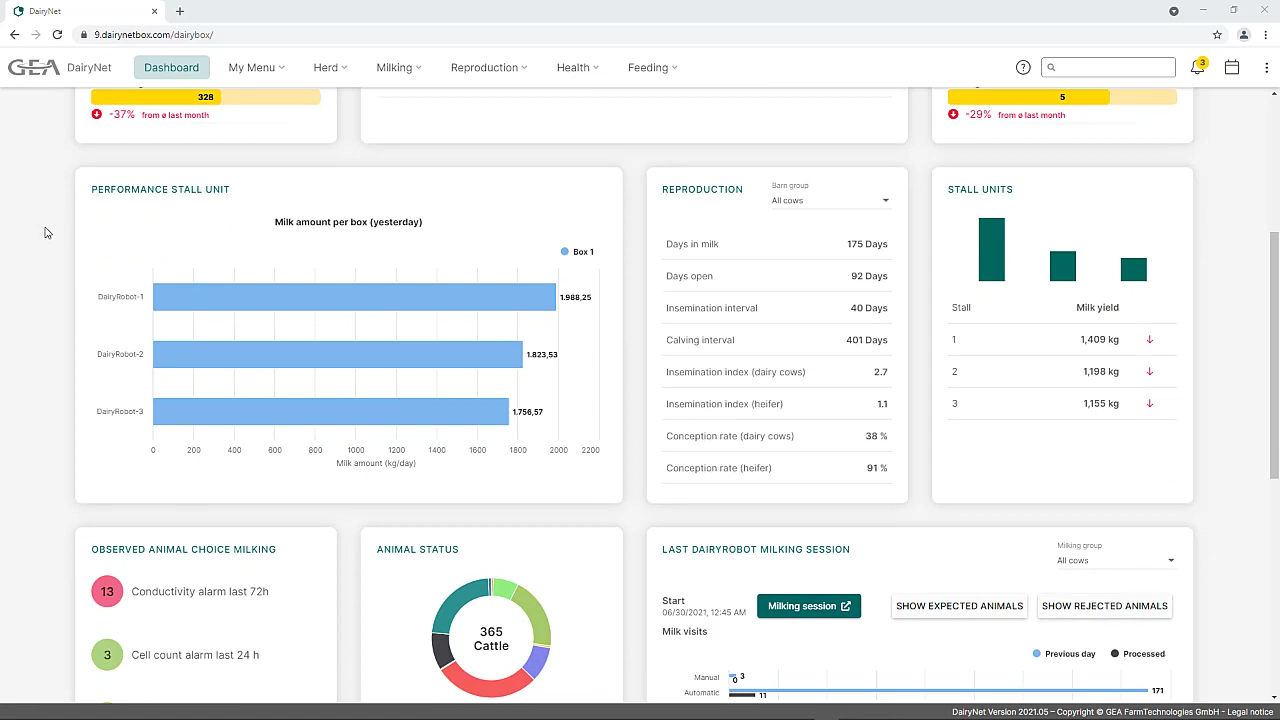 DairyNet
9.dairynetbox.com/dairybox/
GEA DairyNet Dashboard My Menu Herd Milking Reproduction Health Feeding
3
328
-37% from ø last month
5
-29% from ø last month
PERFORMANCE STALL UNIT
Milk amount per box (yesterday)
Box 1
DairyRobot-1 1.988,25
DairyRobot-2 1.823,53
DairyRobot-3 1.756,57
0 200 400 600 800 1000 1200 1400 1600 1800 2000 2200
Milk amount (kg/day)
REPRODUCTION
Barn group
All cows
Days in milk 175 Days
Days open 92 Days
Insemination interval 40 Days
Calving interval 401 Days
Insemination index (dairy cows) 2.7
Insemination index (heifer) 1.1
Conception rate (dairy cows) 38 %
Conception rate (heifer) 91 %
STALL UNITS
Stall Milk yield
1 1,409 kg
2 1,198 kg
3 1,155 kg
OBSERVED ANIMAL CHOICE MILKING
13 Conductivity alarm last 72h
3 Cell count alarm last 24 h
ANIMAL STATUS
365
Cattle
LAST DAIRYROBOT MILKING SESSION
Milking group
All cows
Start
06/30/2021, 12:45 AM
Milking session
SHOW EXPECTED ANIMALS
SHOW REJECTED ANIMALS
Milk visits
Previous day Processed
Manual 3
0
Automatic 171
11
DairyNet Version 2021.05 – Copyright © GEA FarmTechnologies GmbH - Legal notice